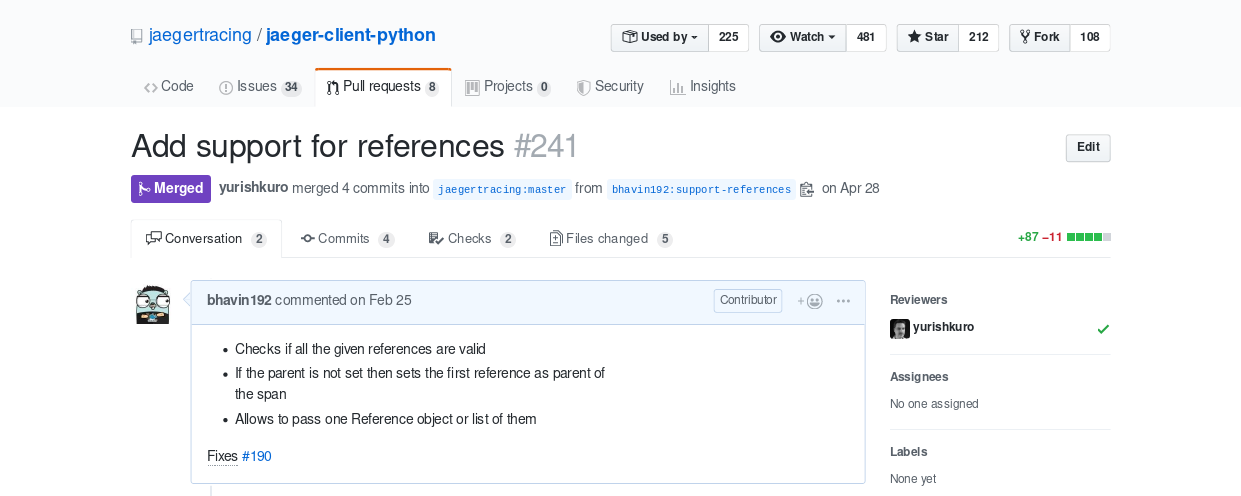 jaegertracing / jaeger-client-python
Used by 225 Watch 481 Star 212 Fork 108
Code Issues 34 Pull requests 8 Projects 0 Security Insights
Add support for references #241
Edit
Merged yurishkuro merged 4 commits into jaegertracing:master from bhavin192:support-references on Apr 28
Conversation 2 Commits 4 Checks 2 Files changed 5
+87 −11
bhavin192 commented on Feb 25
Contributor
• Checks if all the given references are valid
• If the parent is not set then sets the first reference as parent of
the span
• Allows to pass one Reference object or list of them
Fixes #190
Reviewers
yurishkuro
Assignees
No one assigned
Labels
None yet